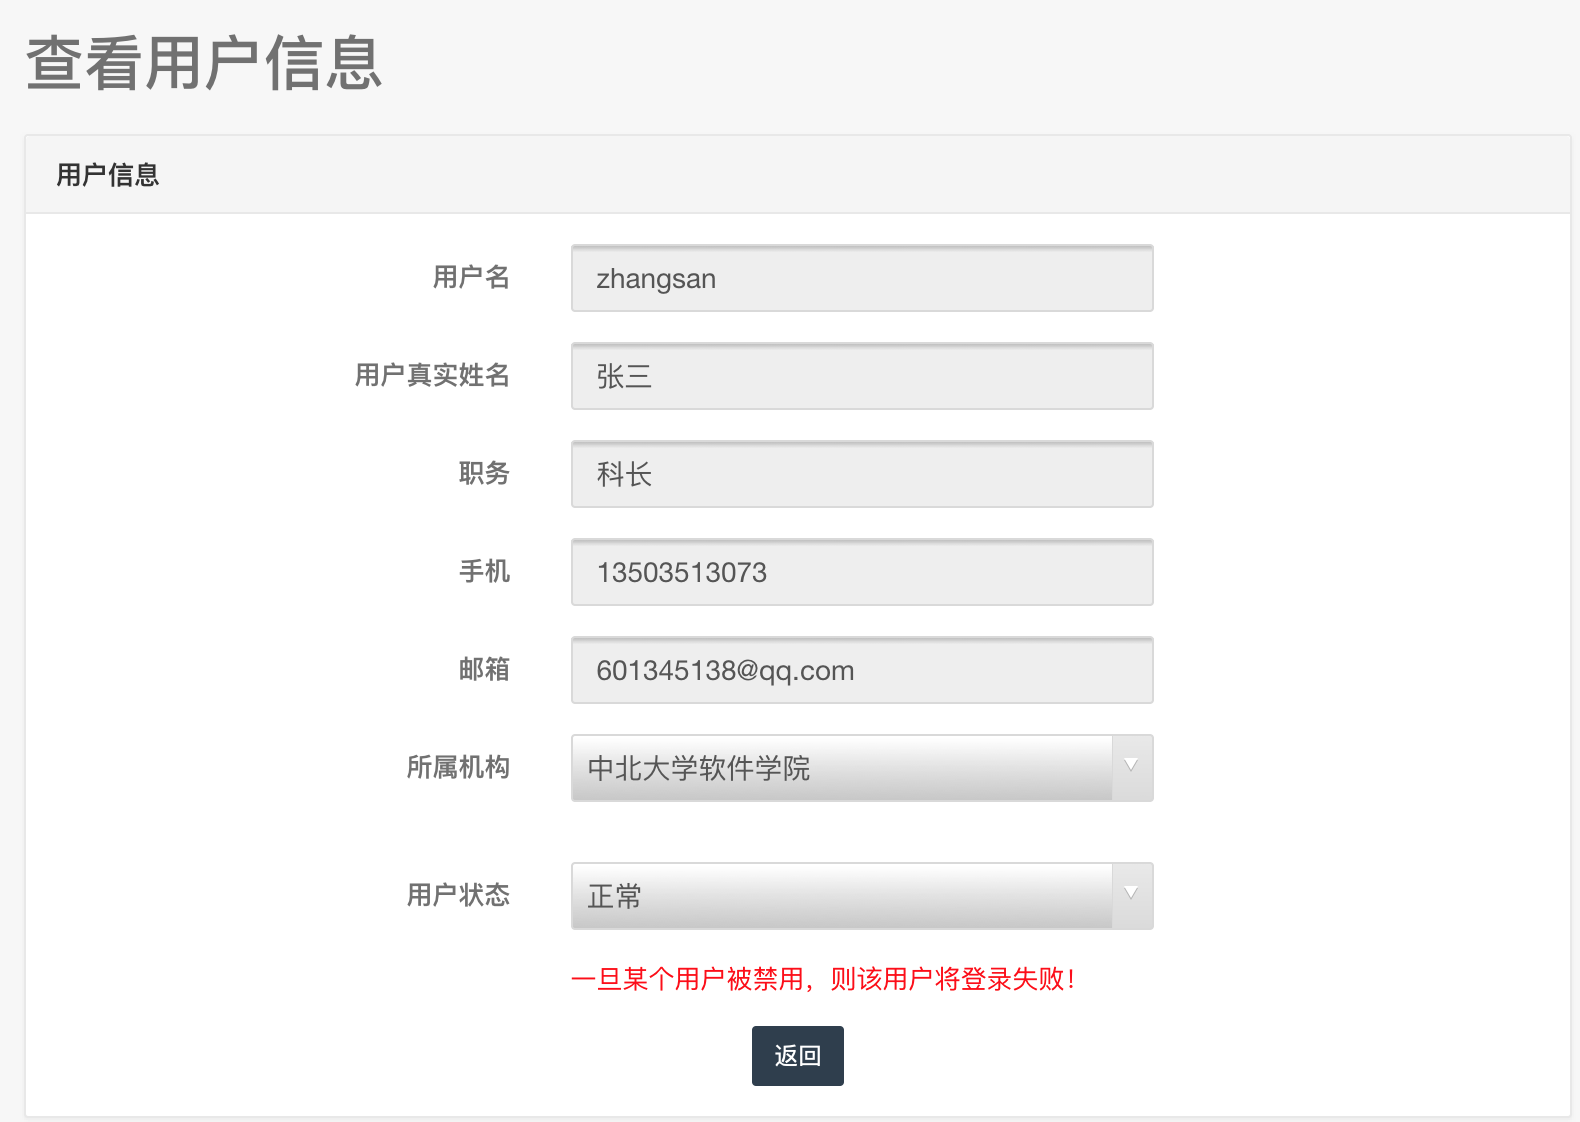 查看用户信息
用户信息
用户名 zhangsan
用户真实姓名 张三
职务 科长
手机 13503513073
邮箱 601345138@qq.com
所属机构 中北大学软件学院
用户状态 正常
一旦某个用户被禁用，则该用户将登录失败！
返回